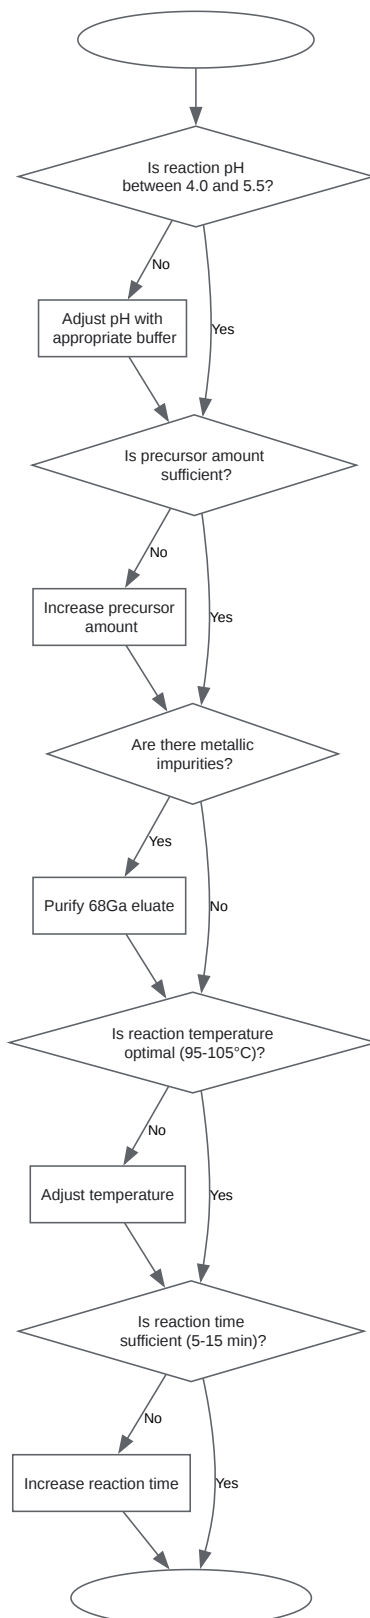 Is reaction pH
between 4.0 and 5.5?
No
Adjust pH with
appropriate buffer
Yes
Is precursor amount
sufficient?
No
Increase precursor
amount
Yes
Are there metallic
impurities?
Yes
Purify 68Ga eluate
No
Is reaction temperature
optimal (95-105°C)?
No
Adjust temperature
Yes
Is reaction time
sufficient (5-15 min)?
No
Increase reaction time
Yes